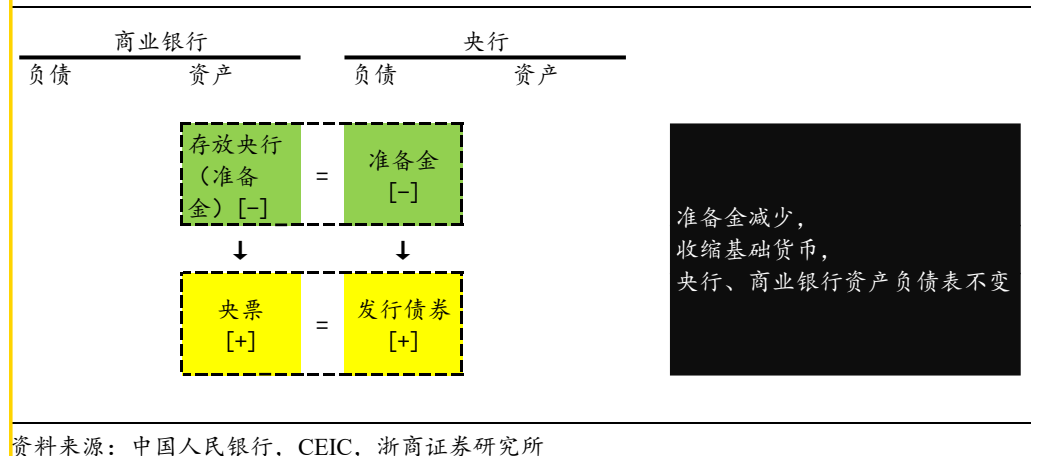 商业银行 央行
负债 资产 负债 资产
存放央行
（准备
金）[-]
=
准备金
[-]
↓ ↓
央票
[+]
=
发行债券
[+]
准备金减少，
收缩基础货币，
央行、商业银行资产负债表不变
资料来源：中国人民银行，CEIC，浙商证券研究所